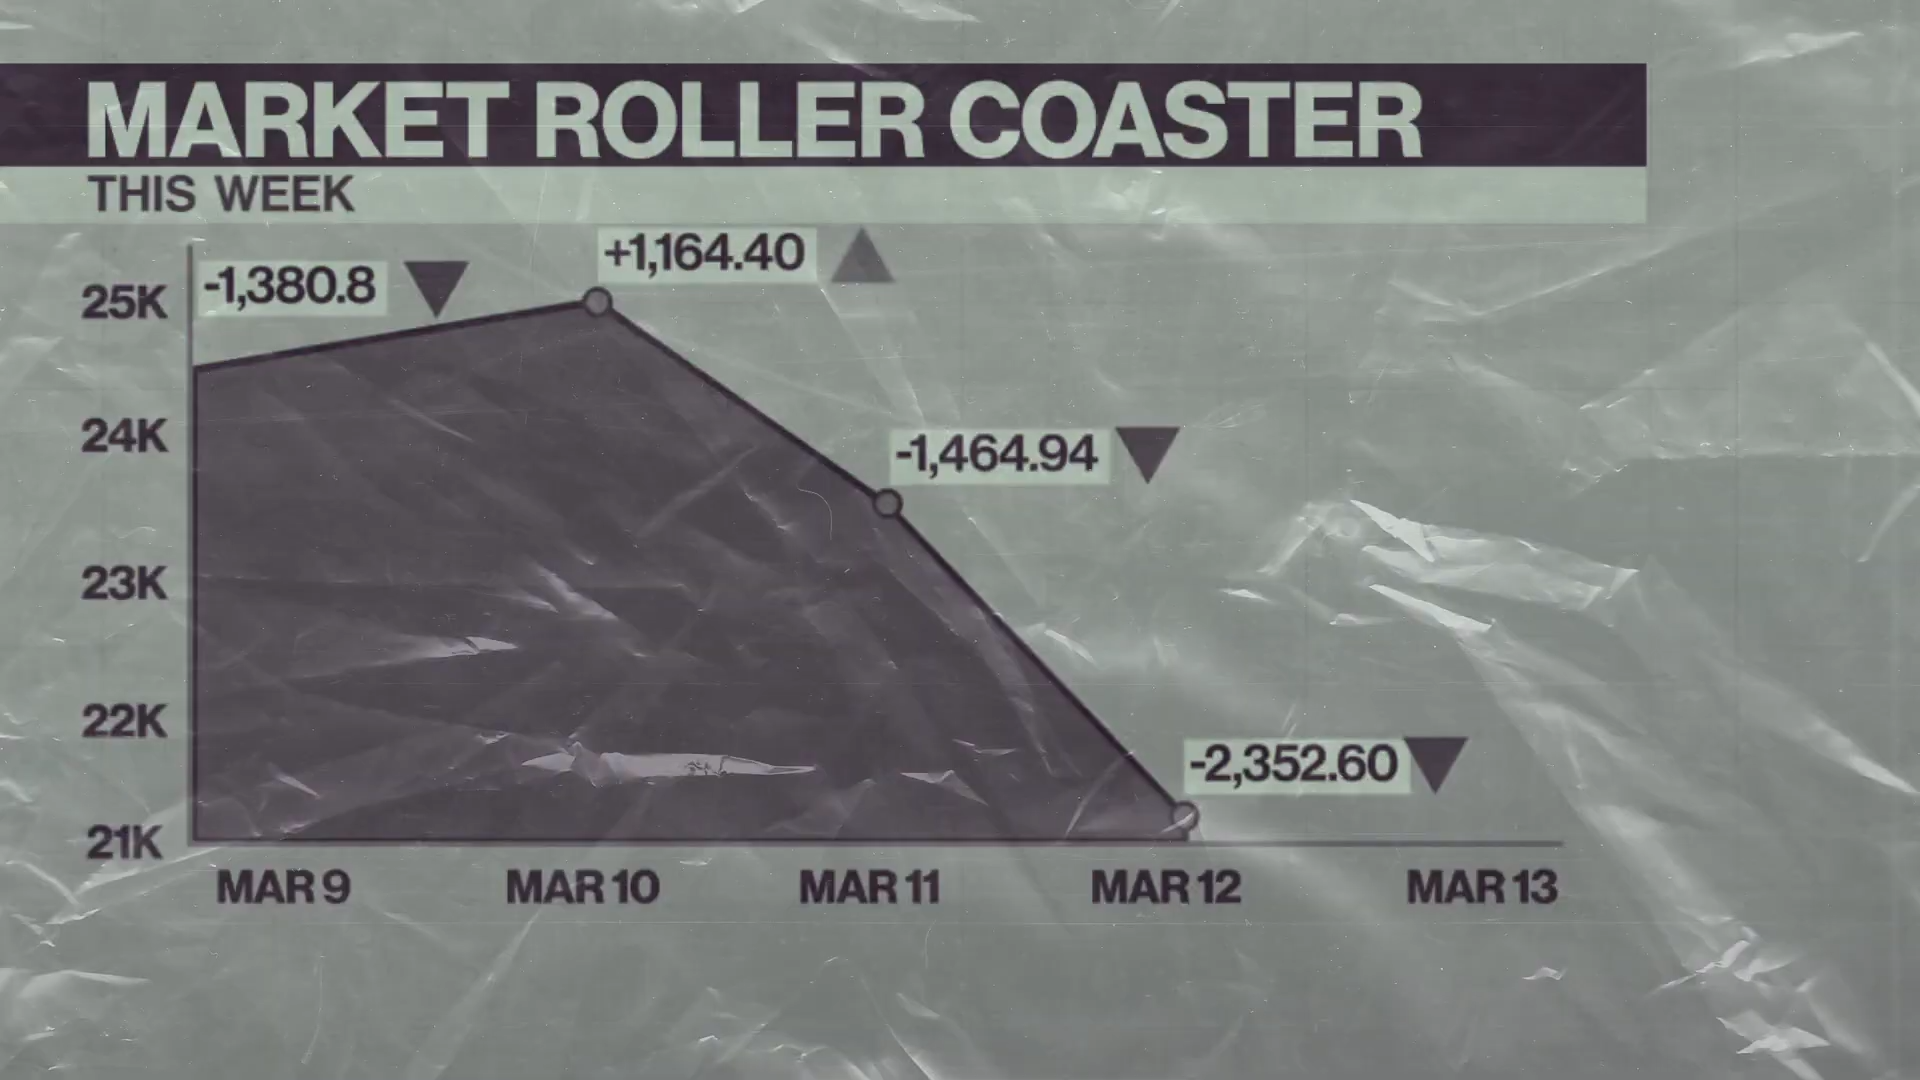 MARKET ROLLER COASTER
THIS WEEK
-1,380.8
+1,164.40
-1,464.94
-2,352.60
25K
24K
23K
22K
21K
MAR 9
MAR 10
MAR 11
MAR 12
MAR 13